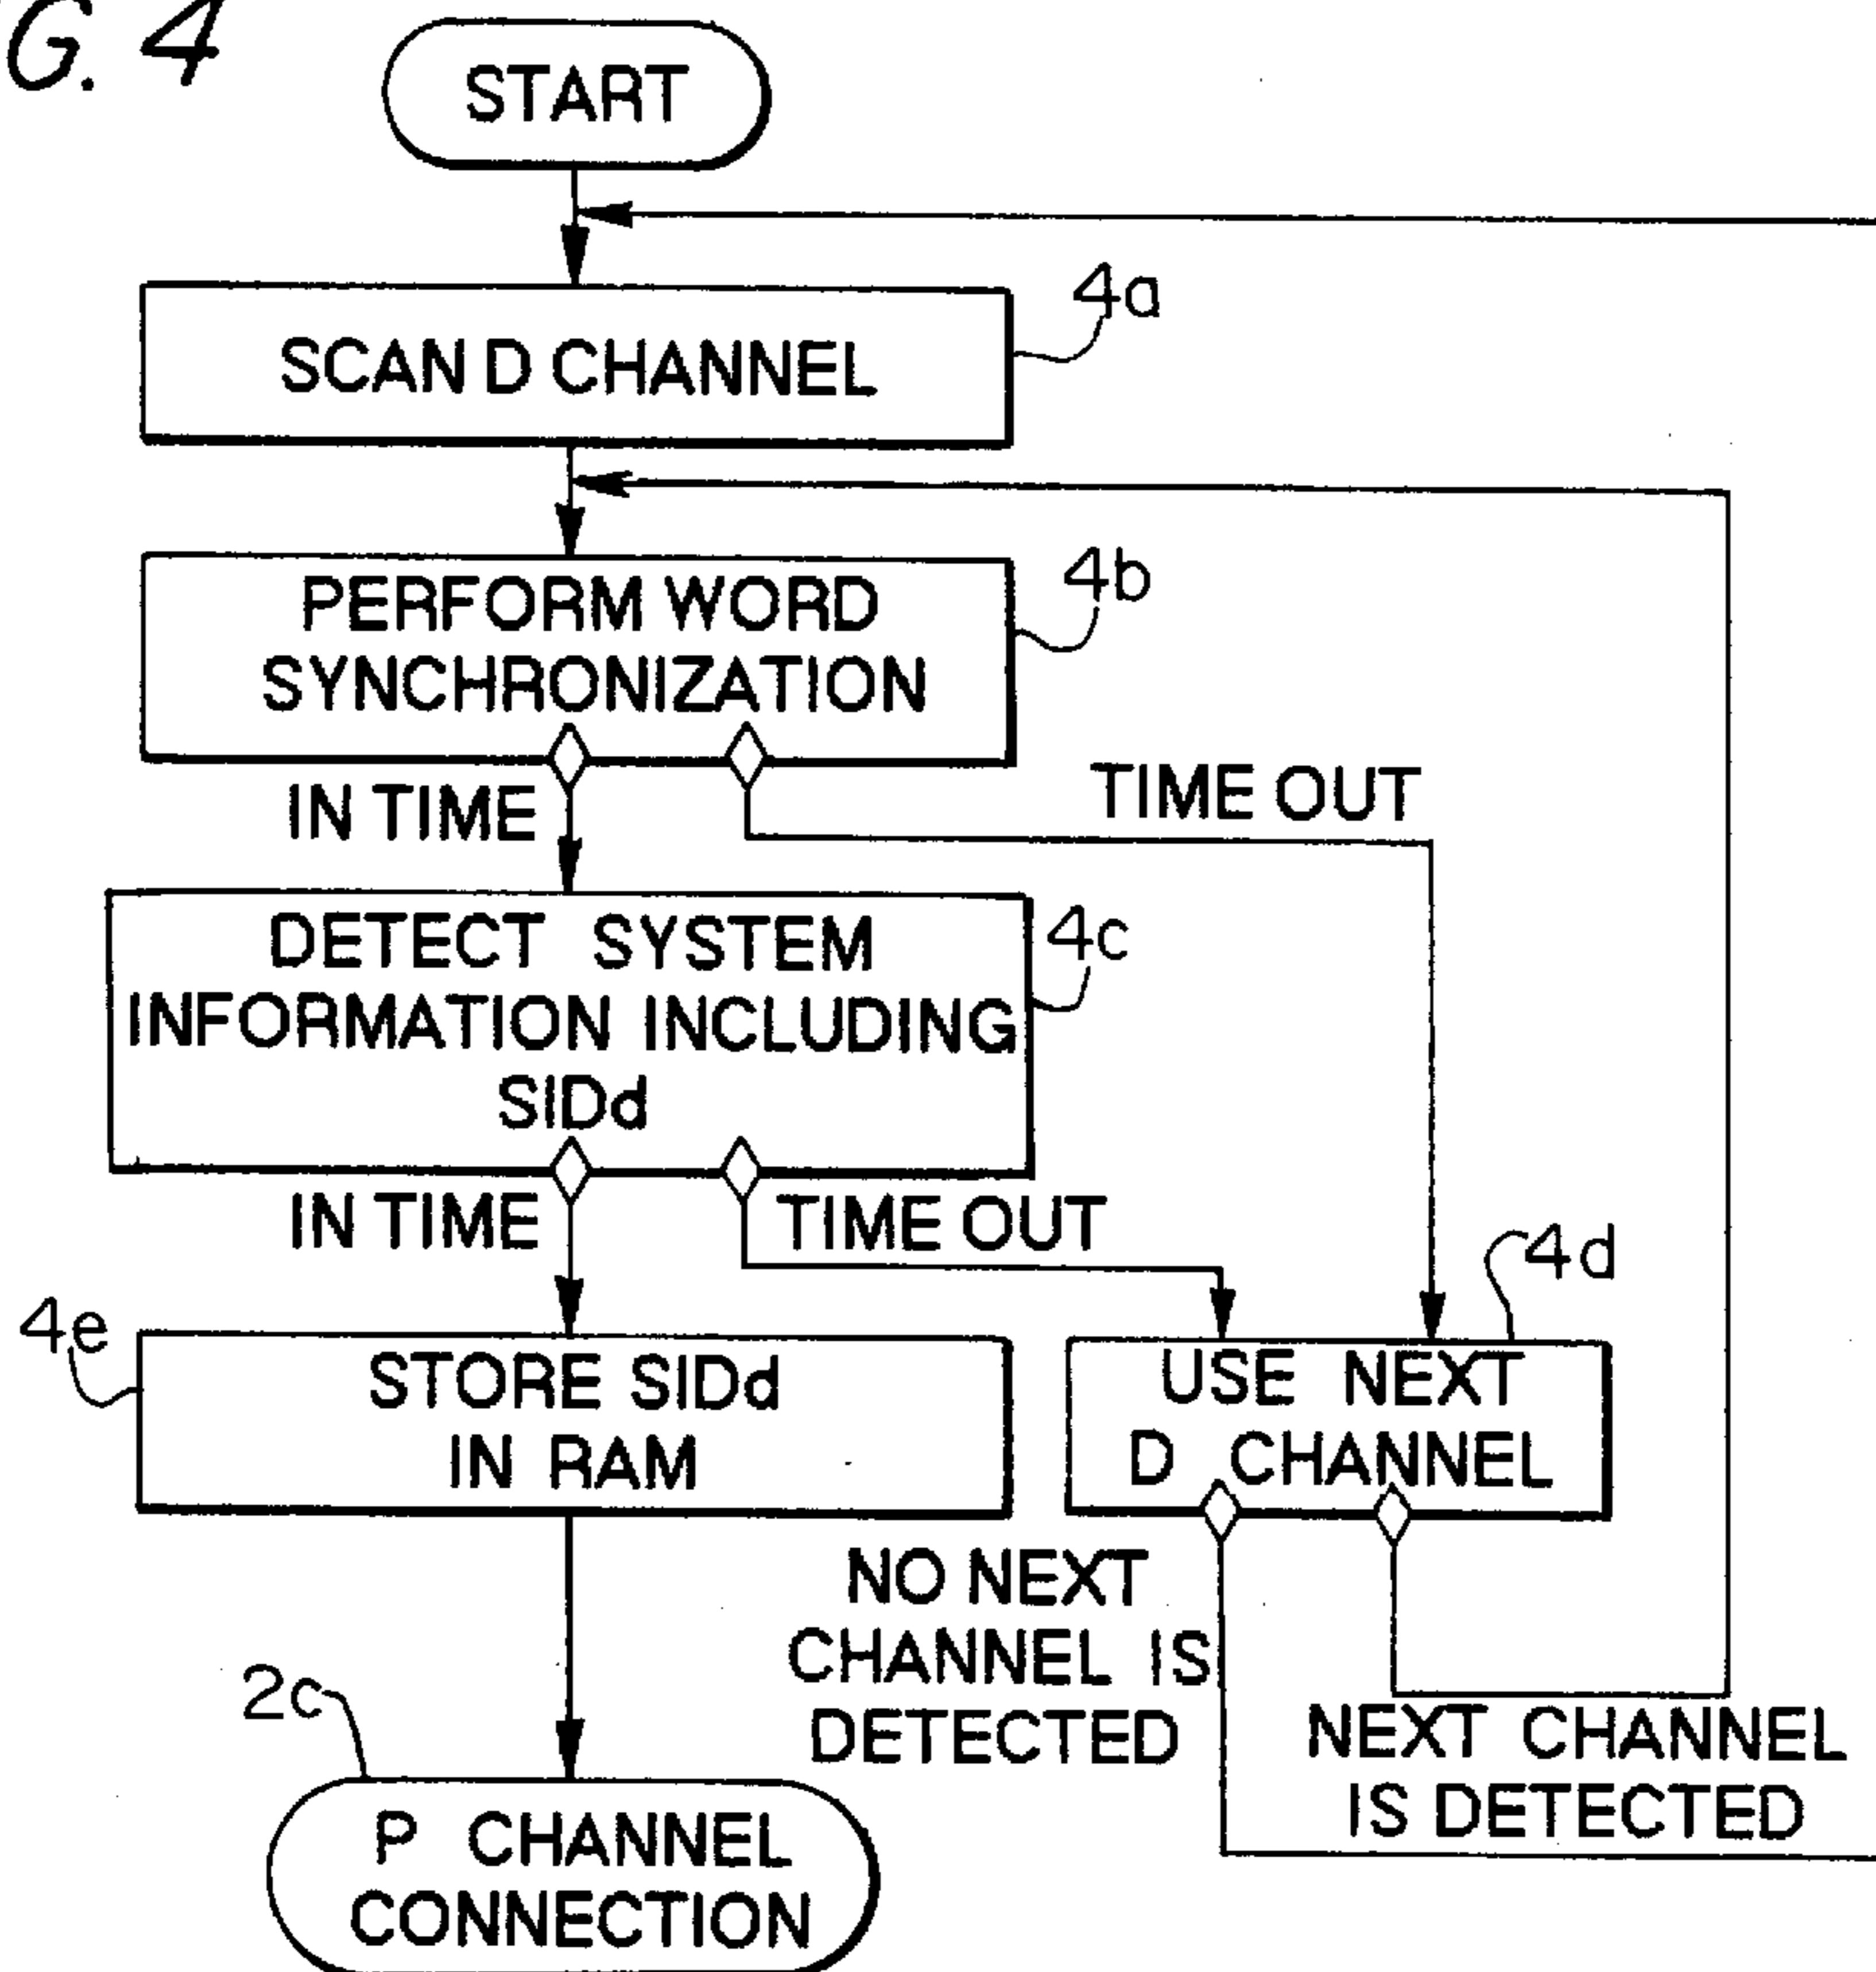 G. 4
START
4a
SCAN D CHANNEL
4b
PERFORM WORD
SYNCHRONIZATION
IN TIME
TIME OUT
4c
DETECT SYSTEM
INFORMATION INCLUDING
SIDd
IN TIME
TIME OUT
4d
4e
STORE SIDd
IN RAM
USE NEXT
D CHANNEL
NO NEXT
CHANNEL IS
DETECTED
NEXT CHANNEL
IS DETECTED
2c
P CHANNEL
CONNECTION